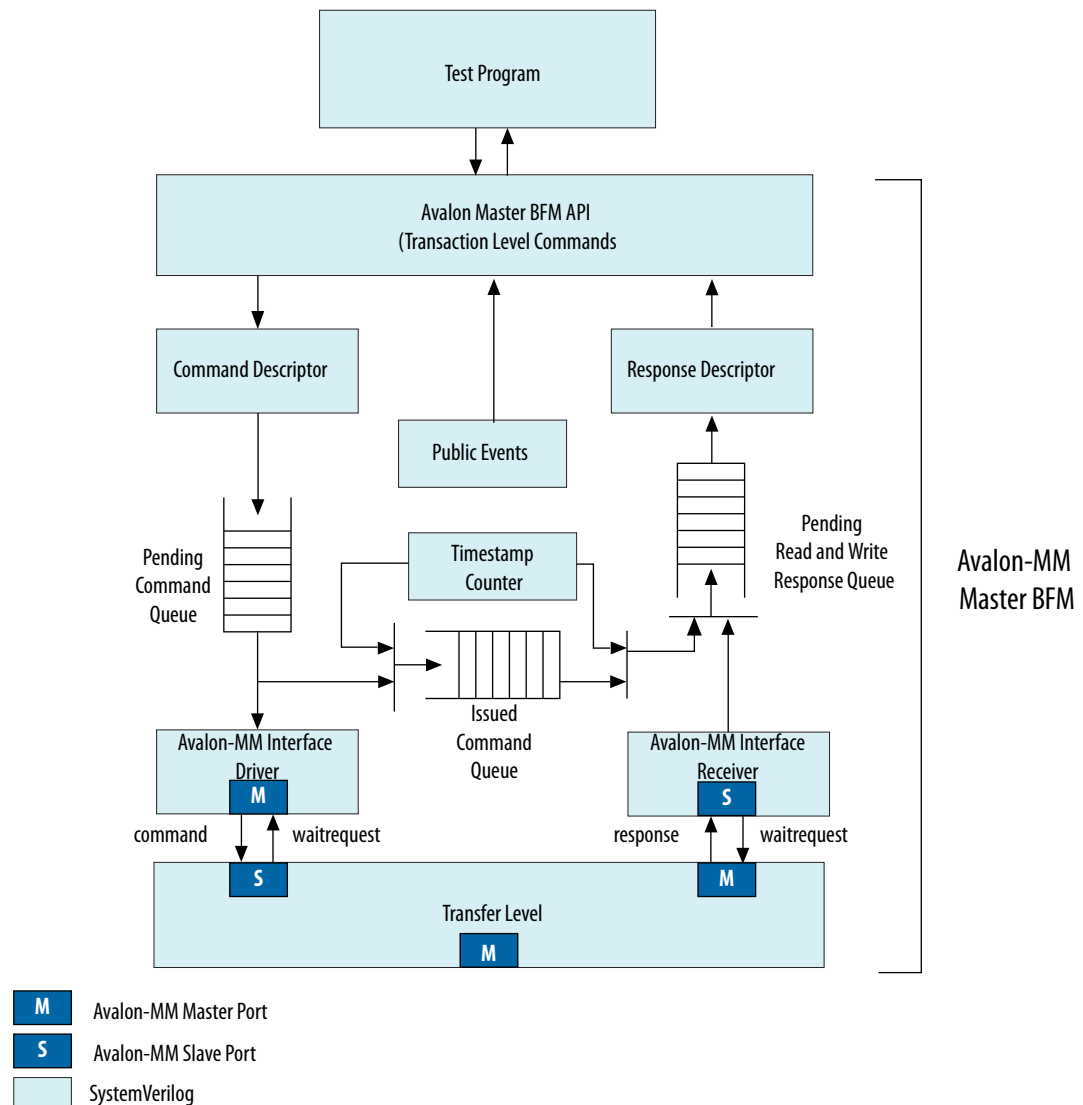 Test Program
Avalon Master BFM API
(Transaction Level Commands
Command Descriptor
Response Descriptor
Public Events
Pending
Command
Queue
Timestamp
Counter
Pending
Read and Write
Response Queue
Avalon-MM
Master BFM
Issued
Command
Queue
Avalon-MM Interface
Driver
M
Avalon-MM Interface
Receiver
S
command
waitrequest
response
waitrequest
S
M
Transfer Level
M
M Avalon-MM Master Port
S Avalon-MM Slave Port
SystemVerilog